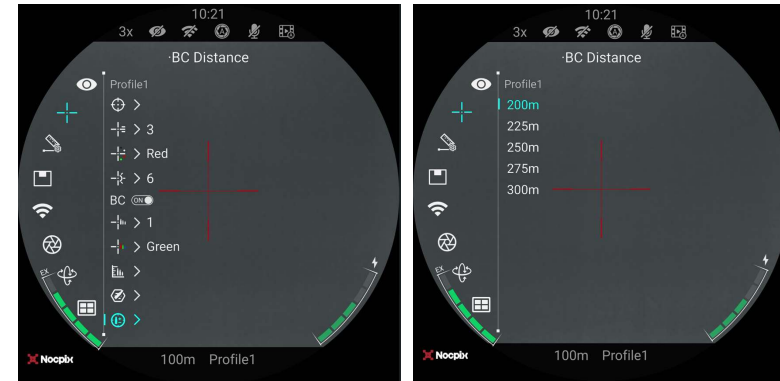 10:21
3x
·BC Distance
Profile1
3
Red
6
BC ON
1
Green
EX
Nocpix
100m Profile1
10:21
3x
·BC Distance
Profile1
200m
225m
250m
275m
300m
EX
Nocpix
100m Profile1